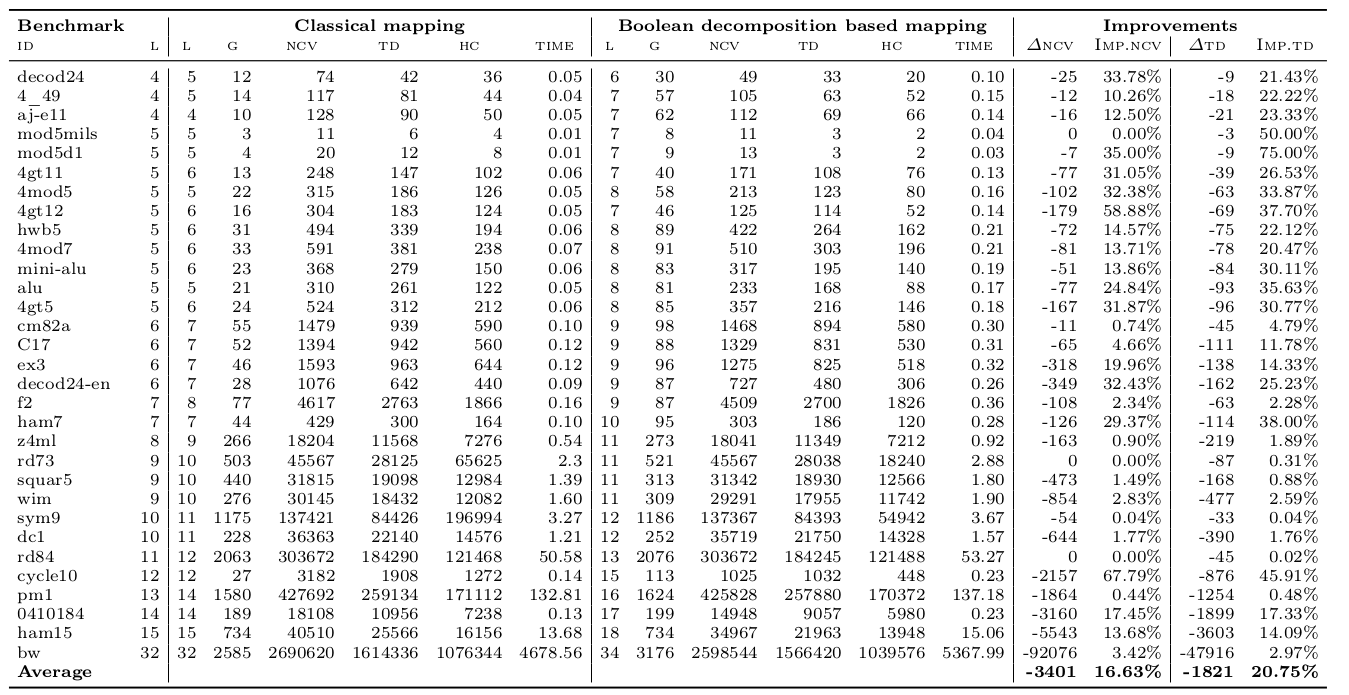 Benchmark Classical mapping Boolean decomposition based mapping Improvements
ID L L G NCV TD HC TIME L G NCV TD HC TIME ΔNCV IMP.NCV ΔTD IMP.TD
decod24 4 5 12 74 42 36 0.05 6 30 49 33 20 0.10 -25 33.78% -9 21.43%
4_49 4 5 14 117 81 44 0.04 7 57 105 63 52 0.15 -12 10.26% -18 22.22%
aj-e11 4 4 10 128 90 50 0.05 7 62 112 69 66 0.14 -16 12.50% -21 23.33%
mod5mils 5 5 3 11 6 4 0.01 7 8 11 3 2 0.04 0 0.00% -3 50.00%
mod5d1 5 5 4 20 12 8 0.01 7 9 13 3 2 0.03 -7 35.00% -9 75.00%
4gt11 5 6 13 248 147 102 0.06 7 40 171 108 76 0.13 -77 31.05% -39 26.53%
4mod5 5 5 22 315 186 126 0.05 8 58 213 123 80 0.16 -102 32.38% -63 33.87%
4gt12 5 6 16 304 183 124 0.05 7 46 125 114 52 0.14 -179 58.88% -69 37.70%
hwb5 5 6 31 494 339 194 0.06 8 89 422 264 162 0.21 -72 14.57% -75 22.12%
4mod7 5 6 33 591 381 238 0.07 8 91 510 303 196 0.21 -81 13.71% -78 20.47%
mini-alu 5 6 23 368 279 150 0.06 8 83 317 195 140 0.19 -51 13.86% -84 30.11%
alu 5 5 21 310 261 122 0.05 8 81 233 168 88 0.17 -77 24.84% -93 35.63%
4gt5 5 6 24 524 312 212 0.06 8 85 357 216 146 0.18 -167 31.87% -96 30.77%
cm82a 6 7 55 1479 939 590 0.10 9 98 1468 894 580 0.30 -11 0.74% -45 4.79%
C17 6 7 52 1394 942 560 0.12 9 88 1329 831 530 0.31 -65 4.66% -111 11.78%
ex3 6 7 46 1593 963 644 0.12 9 96 1275 825 518 0.32 -318 19.96% -138 14.33%
decod24-en 6 7 28 1076 642 440 0.09 9 87 727 480 306 0.26 -349 32.43% -162 25.23%
f2 7 8 77 4617 2763 1866 0.16 9 87 4509 2700 1826 0.36 -108 2.34% -63 2.28%
ham7 7 7 44 429 300 164 0.10 10 95 303 186 120 0.28 -126 29.37% -114 38.00%
z4ml 8 9 266 18204 11568 7276 0.54 11 273 18041 11349 7212 0.92 -163 0.90% -219 1.89%
rd73 9 10 503 45567 28125 65625 2.3 11 521 45567 28038 18240 2.88 0 0.00% -87 0.31%
squar5 9 10 440 31815 19098 12984 1.39 11 313 31342 18930 12566 1.80 -473 1.49% -168 0.88%
wim 9 10 276 30145 18432 12082 1.60 11 309 29291 17955 11742 1.90 -854 2.83% -477 2.59%
sym9 10 11 1175 137421 84426 196994 3.27 12 1186 137367 84393 54942 3.67 -54 0.04% -33 0.04%
dc1 10 11 228 36363 22140 14576 1.21 12 252 35719 21750 14328 1.57 -644 1.77% -390 1.76%
rd84 11 12 2063 303672 184290 121468 50.58 13 2076 303672 184245 121488 53.27 0 0.00% -45 0.02%
cycle10 12 12 27 3182 1908 1272 0.14 15 113 1025 1032 448 0.23 -2157 67.79% -876 45.91%
pm1 13 14 1580 427692 259134 171112 132.81 16 1624 425828 257880 170372 137.18 -1864 0.44% -1254 0.48%
0410184 14 14 189 18108 10956 7238 0.13 17 199 14948 9057 5980 0.23 -3160 17.45% -1899 17.33%
ham15 15 15 734 40510 25566 16156 13.68 18 734 34967 21963 13948 15.06 -5543 13.68% -3603 14.09%
bw 32 32 2585 2690620 1614336 1076344 4678.56 34 3176 2598544 1566420 1039576 5367.99 -92076 3.42% -47916 2.97%
Average -3401 16.63% -1821 20.75%